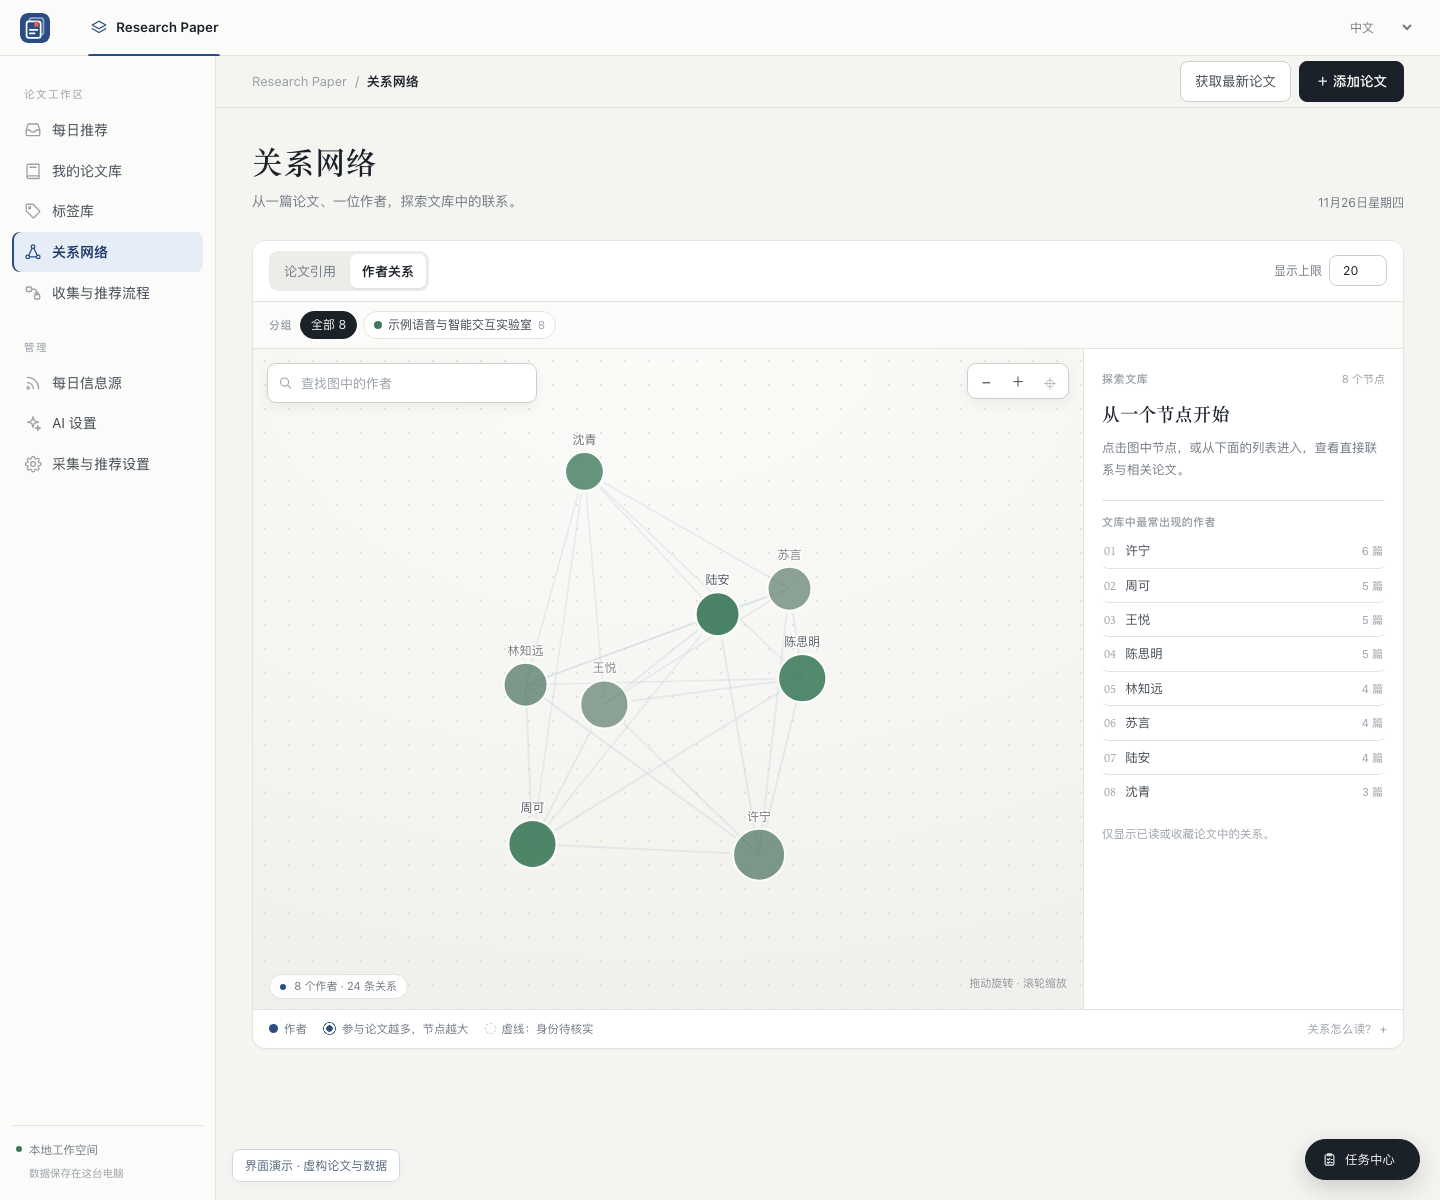 Research Paper
中文
论文工作区
每日推荐
我的论文库
标签库
关系网络
收集与推荐流程
管理
每日信息源
AI 设置
采集与推荐设置
本地工作空间
数据保存在这台电脑
Research Paper / 关系网络
获取最新论文
+ 添加论文
关系网络
从一篇论文、一位作者，探索文库中的联系。
11月26日星期四
论文引用
作者关系
显示上限 20
分组 全部 8 示例语音与智能交互实验室 8
查找图中的作者
− +
沈青
苏言
陆安
陈思明
林知远
王悦
周可
许宁
8 个作者 · 24 条关系
拖动旋转 · 滚轮缩放
探索文库 8 个节点
从一个节点开始
点击图中节点，或从下面的列表进入，查看直接联
系与相关论文。
文库中最常出现的作者
01 许宁 6 篇
02 周可 5 篇
03 王悦 5 篇
04 陈思明 5 篇
05 林知远 4 篇
06 苏言 4 篇
07 陆安 4 篇
08 沈青 3 篇
仅显示已读或收藏论文中的关系。
作者 参与论文越多，节点越大 虚线：身份待核实
关系怎么读？ +
界面演示 · 虚构论文与数据
任务中心